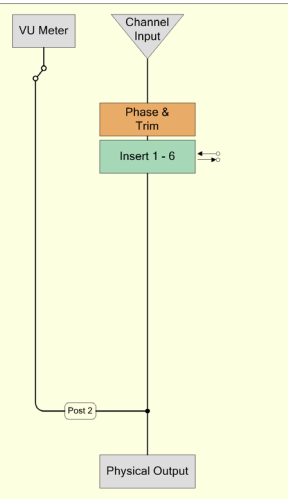 VU Meter
Channel
Input
Phase &
Trim
Insert 1 - 6
Post 2
Physical Output